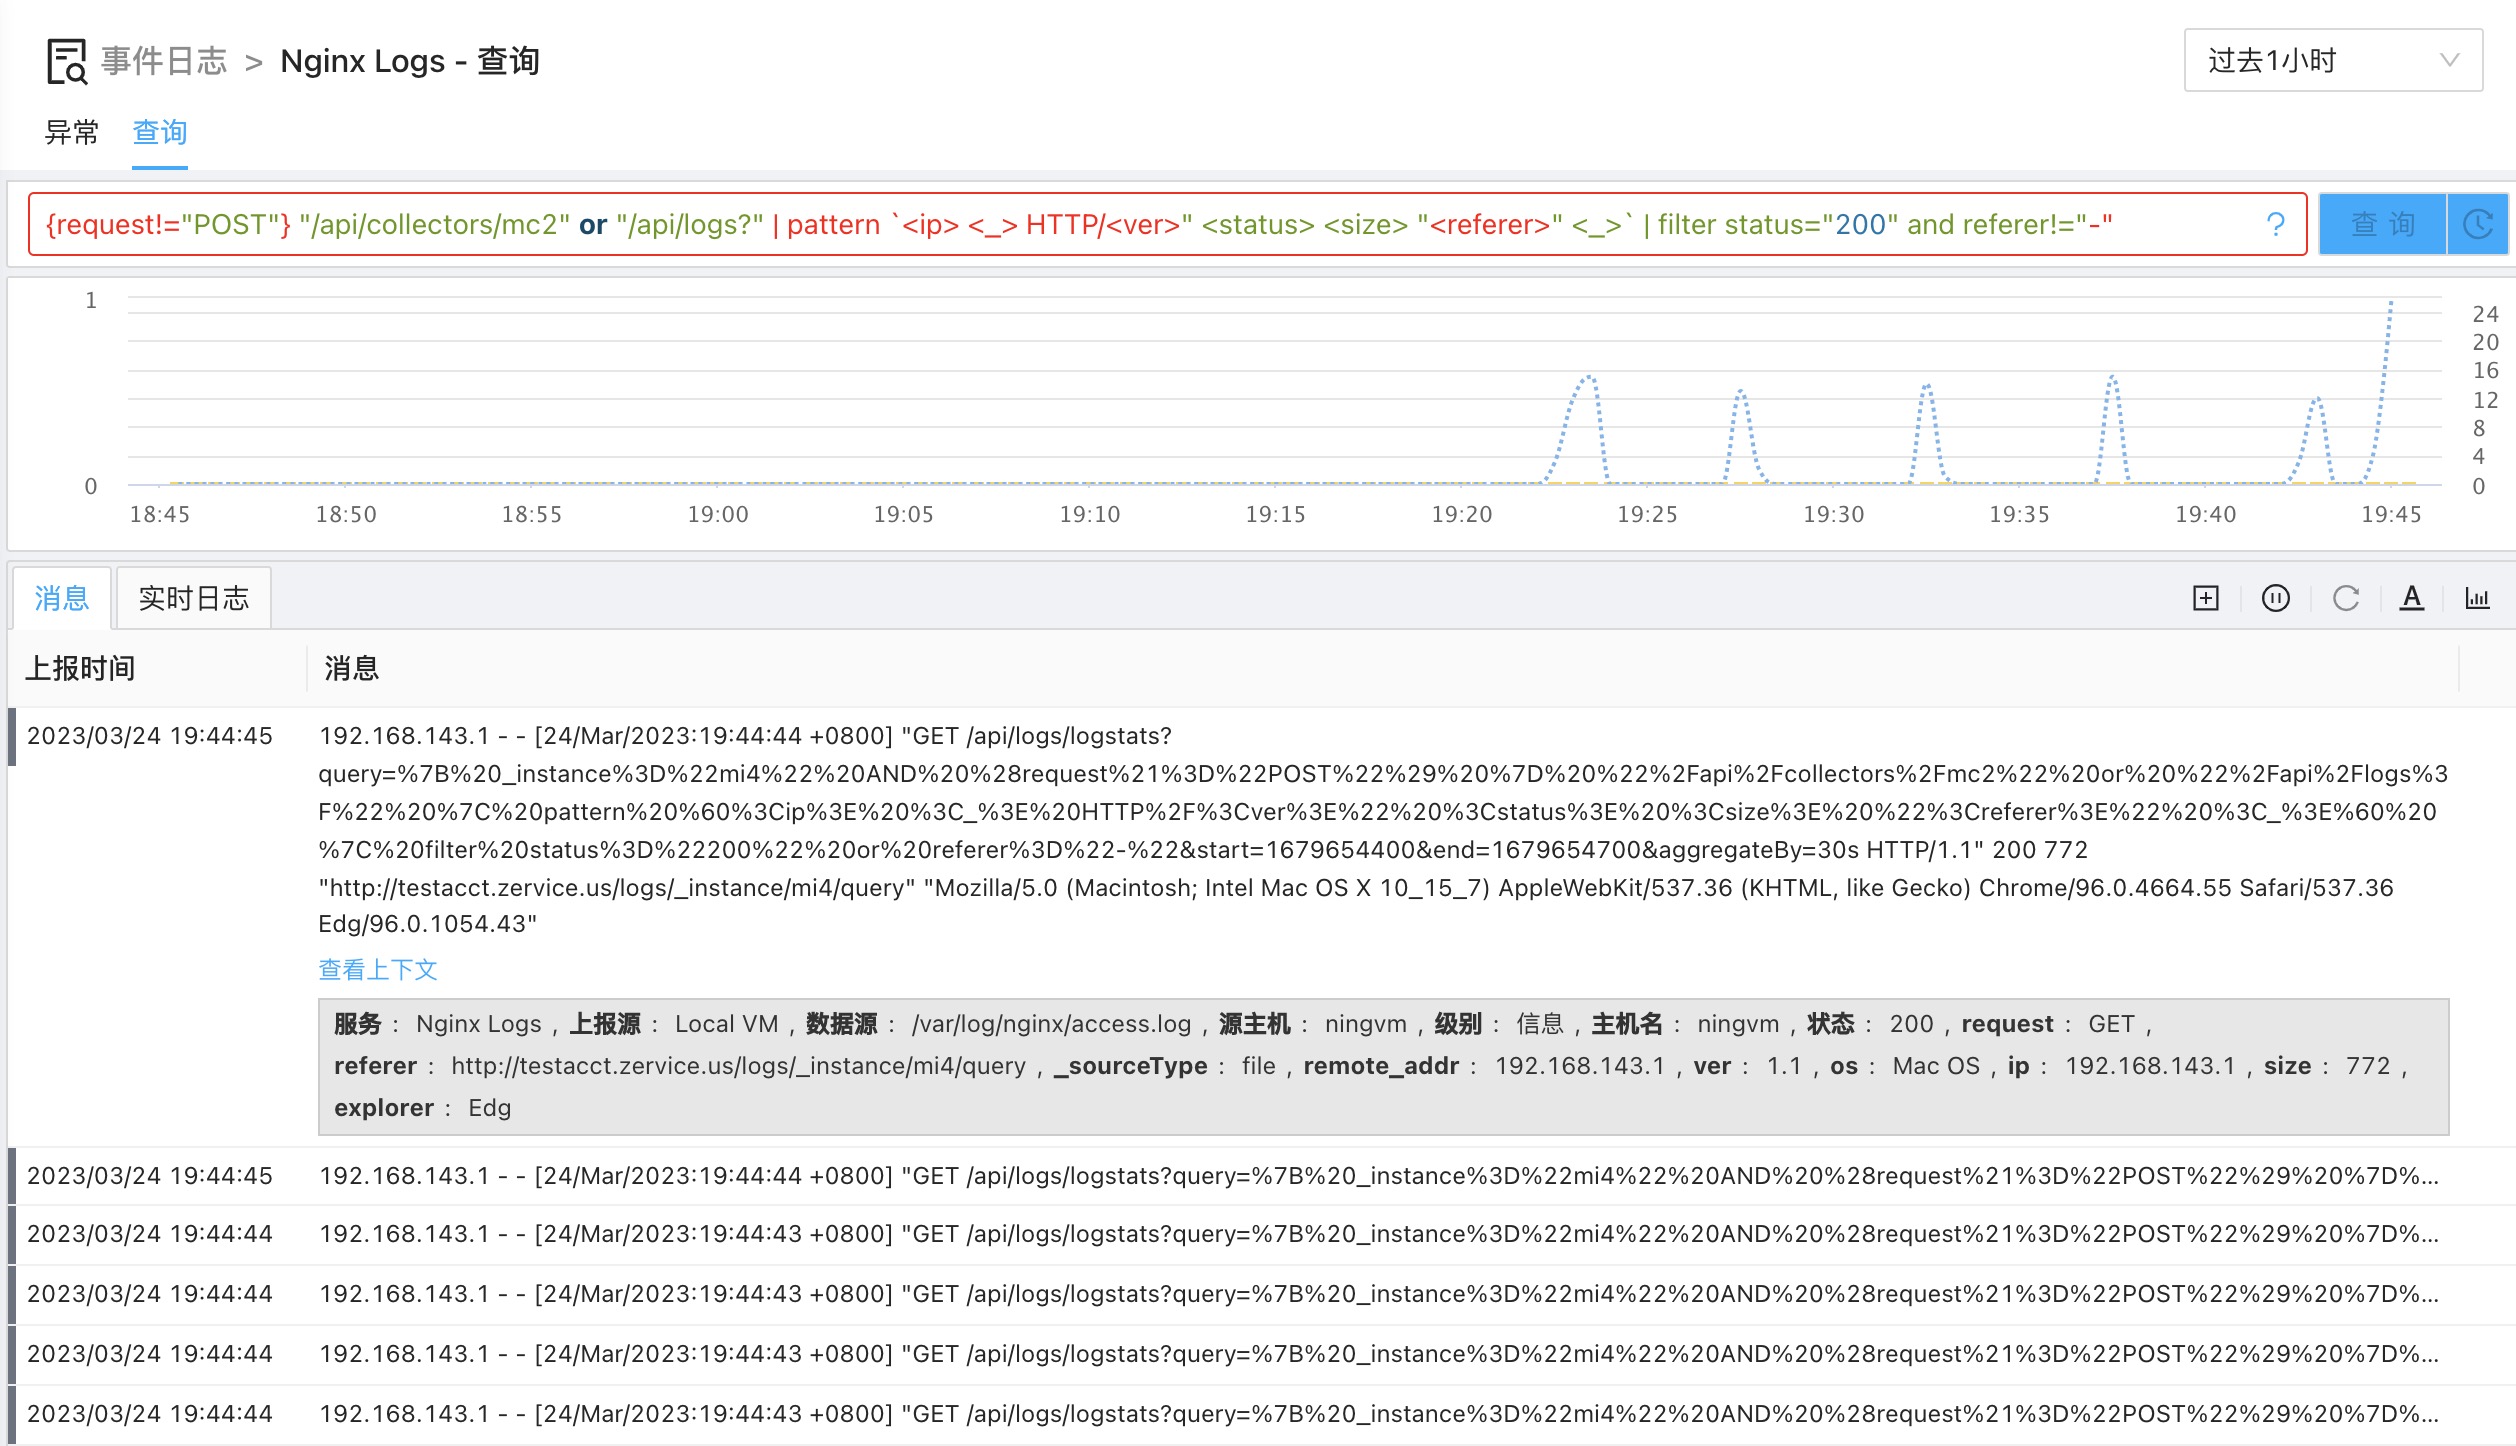 事件日志 > Nginx Logs - 查询
过去1小时
异常 查询
{request!="POST"} "/api/collectors/mc2" or "/api/logs?" | pattern `<ip> <_> HTTP/<ver>" <status> <size> "<referer>" <_>` | filter status="200" and referer!="-"
?
查 询
1
0
24
20
16
12
8
4
0
18:45 18:50 18:55 19:00 19:05 19:10 19:15 19:20 19:25 19:30 19:35 19:40 19:45
消息 实时日志
A
上报时间 消息
2023/03/24 19:44:45 192.168.143.1 - - [24/Mar/2023:19:44:44 +0800] "GET /api/logs/logstats?
query=%7B%20_instance%3D%22mi4%22%20AND%20%28request%21%3D%22POST%22%29%20%7D%20%22%2Fapi%2Fcollectors%2Fmc2%22%20or%20%22%2Fapi%2Flogs%3
F%22%20%7C%20pattern%20%60%3Cip%3E%20%3C_%3E%20HTTP%2F%3Cver%3E%22%20%3Cstatus%3E%20%3Csize%3E%20%22%3Creferer%3E%22%20%3C_%3E%60%20
%7C%20filter%20status%3D%22200%22%20or%20referer%3D%22-%22&start=1679654400&end=1679654700&aggregateBy=30s HTTP/1.1" 200 772
"http://testacct.zervice.us/logs/_instance/mi4/query" "Mozilla/5.0 (Macintosh; Intel Mac OS X 10_15_7) AppleWebKit/537.36 (KHTML, like Gecko) Chrome/96.0.4664.55 Safari/537.36
Edg/96.0.1054.43"
查看上下文
服务 : Nginx Logs , 上报源 : Local VM , 数据源 : /var/log/nginx/access.log , 源主机 : ningvm , 级别 : 信息 , 主机名 : ningvm , 状态 : 200 , request : GET ,
referer : http://testacct.zervice.us/logs/_instance/mi4/query , _sourceType : file , remote_addr : 192.168.143.1 , ver : 1.1 , os : Mac OS , ip : 192.168.143.1 , size : 772 ,
explorer : Edg
2023/03/24 19:44:45 192.168.143.1 - - [24/Mar/2023:19:44:44 +0800] "GET /api/logs/logstats?query=%7B%20_instance%3D%22mi4%22%20AND%20%28request%21%3D%22POST%22%29%20%7D%...
2023/03/24 19:44:44 192.168.143.1 - - [24/Mar/2023:19:44:43 +0800] "GET /api/logs/logstats?query=%7B%20_instance%3D%22mi4%22%20AND%20%28request%21%3D%22POST%22%29%20%7D%...
2023/03/24 19:44:44 192.168.143.1 - - [24/Mar/2023:19:44:43 +0800] "GET /api/logs/logstats?query=%7B%20_instance%3D%22mi4%22%20AND%20%28request%21%3D%22POST%22%29%20%7D%...
2023/03/24 19:44:44 192.168.143.1 - - [24/Mar/2023:19:44:43 +0800] "GET /api/logs/logstats?query=%7B%20_instance%3D%22mi4%22%20AND%20%28request%21%3D%22POST%22%29%20%7D%...
2023/03/24 19:44:44 192.168.143.1 - - [24/Mar/2023:19:44:43 +0800] "GET /api/logs/logstats?query=%7B%20_instance%3D%22mi4%22%20AND%20%28request%21%3D%22POST%22%29%20%7D%...